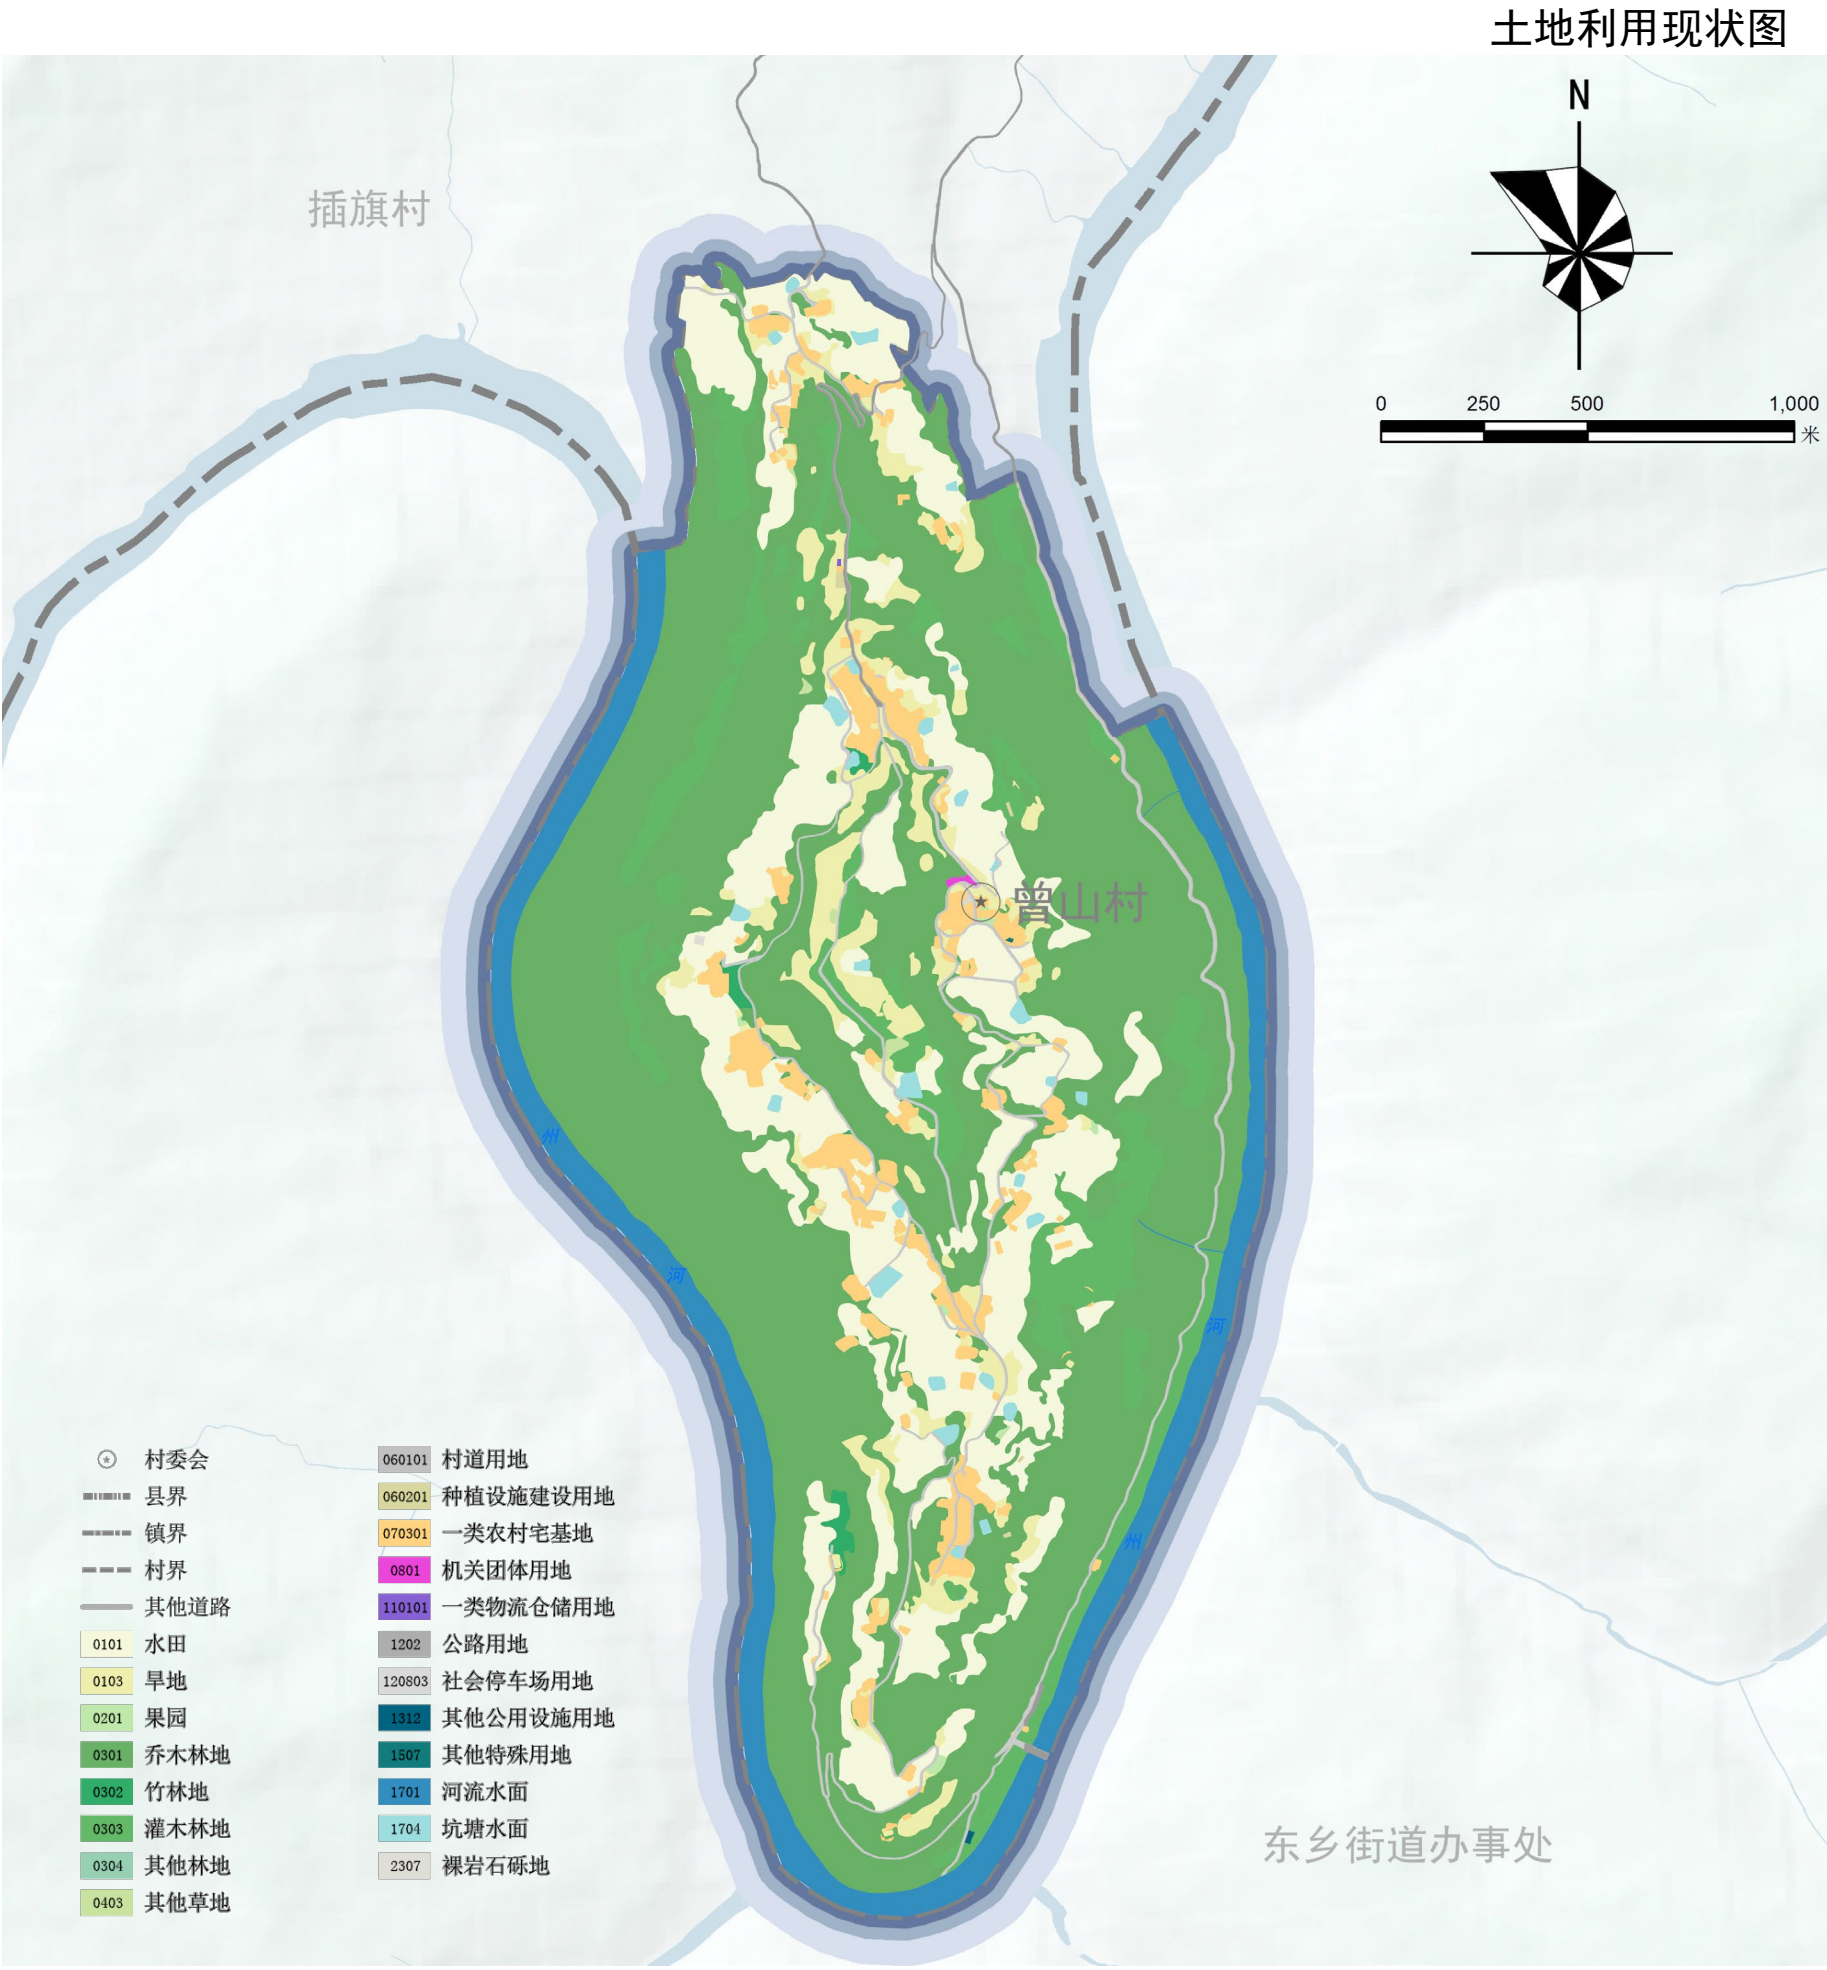 土地利用现状图
N
插旗村
0 250 500 1,000
米
曾山村
州
河
河
州
东乡街道办事处
村委会
县界
镇界
村界
其他道路
0101 水田
0103 旱地
0201 果园
0301 乔木林地
0302 竹林地
0303 灌木林地
0304 其他林地
0403 其他草地
060101 村道用地
060201 种植设施建设用地
070301 一类农村宅基地
0801 机关团体用地
110101 一类物流仓储用地
1202 公路用地
120803 社会停车场用地
1312 其他公用设施用地
1507 其他特殊用地
1701 河流水面
1704 坑塘水面
2307 裸岩石砾地